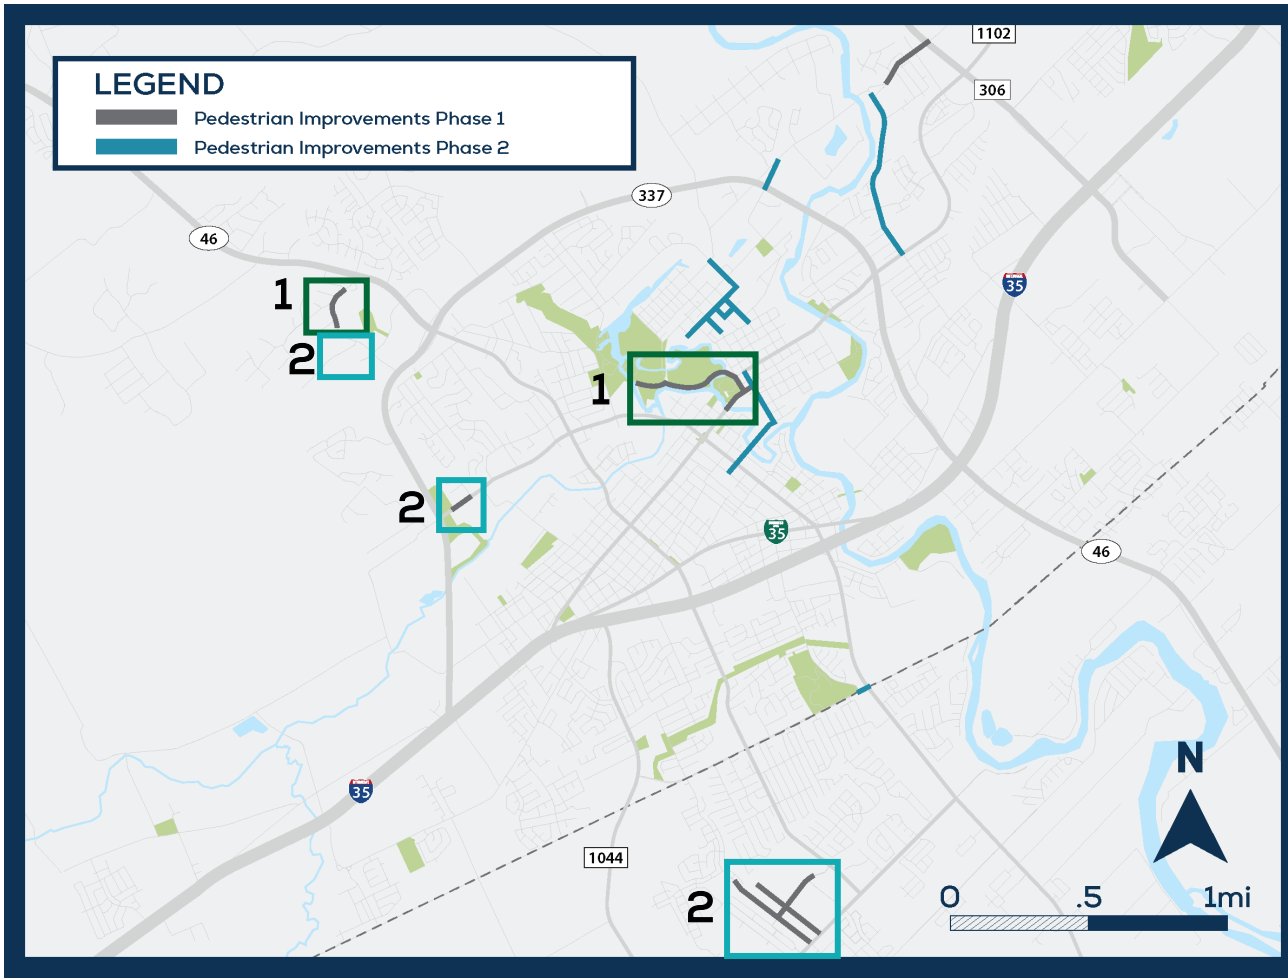 1102
LEGEND
306
Pedestrian Improvements Phase 1
Pedestrian Improvements Phase 2
337
46
35
1
2
1
2
35
46
N
35
1044
2
0 .5 1mi